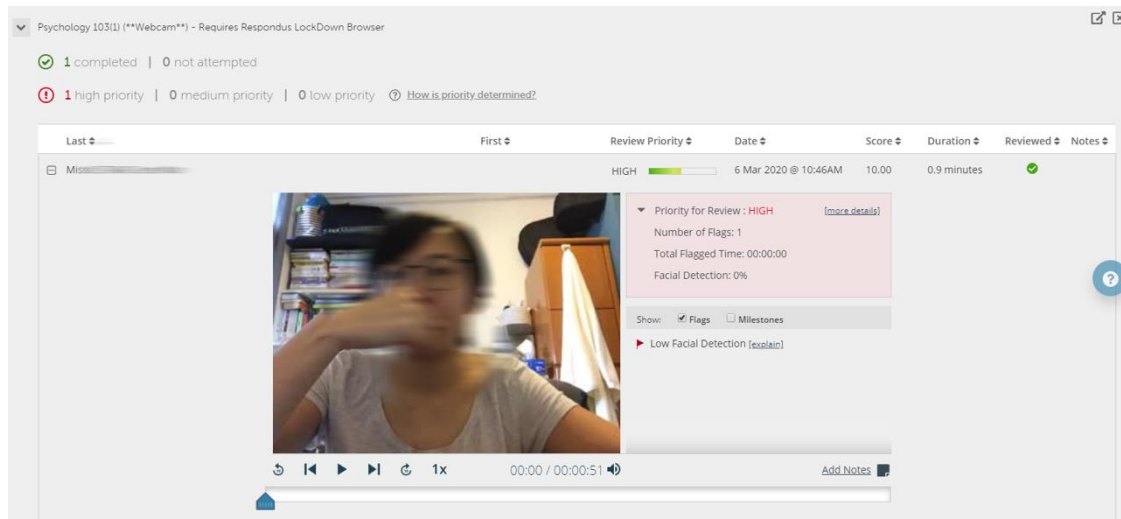 Psychology 103(1) (**Webcam**) - Requires Respondus LockDown Browser
1 completed | 0 not attempted
1 high priority | 0 medium priority | 0 low priority ? How is priority determined?
Last First Review Priority Date Score Duration Reviewed Notes
HIGH 6 Mar 2020 @ 10:46AM 10.00 0.9 minutes
Priority for Review : HIGH [more details]
Number of Flags: 1
Total Flagged Time: 00:00:00
Facial Detection: 0%
Show: Flags Milestones
Low Facial Detection [explain]
1x 00:00 / 00:00:51 Add Notes
?